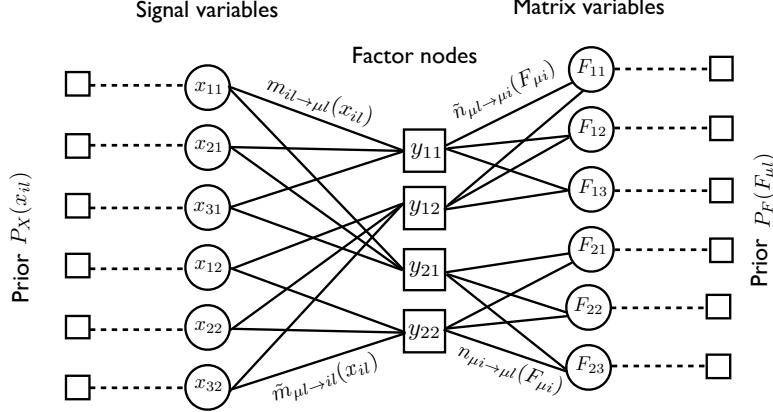 Signal variables
Matrix variables
Factor nodes
Prior $P_X(x_{il})$
$x_{11}$
$x_{21}$
$x_{31}$
$x_{12}$
$x_{22}$
$x_{32}$
$m_{il \to \mu l}(x_{il})$
$\tilde{m}_{\mu l \to il}(x_{il})$
$y_{11}$
$y_{12}$
$y_{21}$
$y_{22}$
$\tilde{n}_{\mu l \to \mu i}(F_{\mu i})$
$n_{\mu i \to \mu l}(F_{\mu i})$
$F_{11}$
$F_{12}$
$F_{13}$
$F_{21}$
$F_{22}$
$F_{23}$
Prior $P_F(F_{\mu l})$